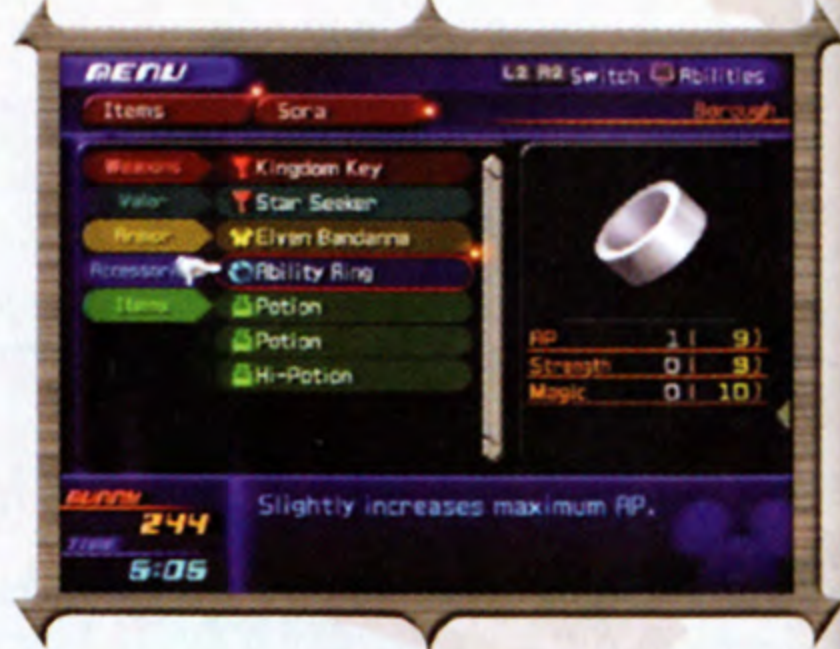 MENU
L2 R2 Switch Abilities
Items Sora
Borough
Weapons Kingdom Key
Valor Star Seeker
Armor Elven Bandanna
Accessory Ability Ring
Items Potion
Potion
Hi-Potion
AP 1 ( 9)
Strength 0 ( 9)
Magic 0 ( 10)
MUNNY
244
TIME
5:05
Slightly increases maximum AP.